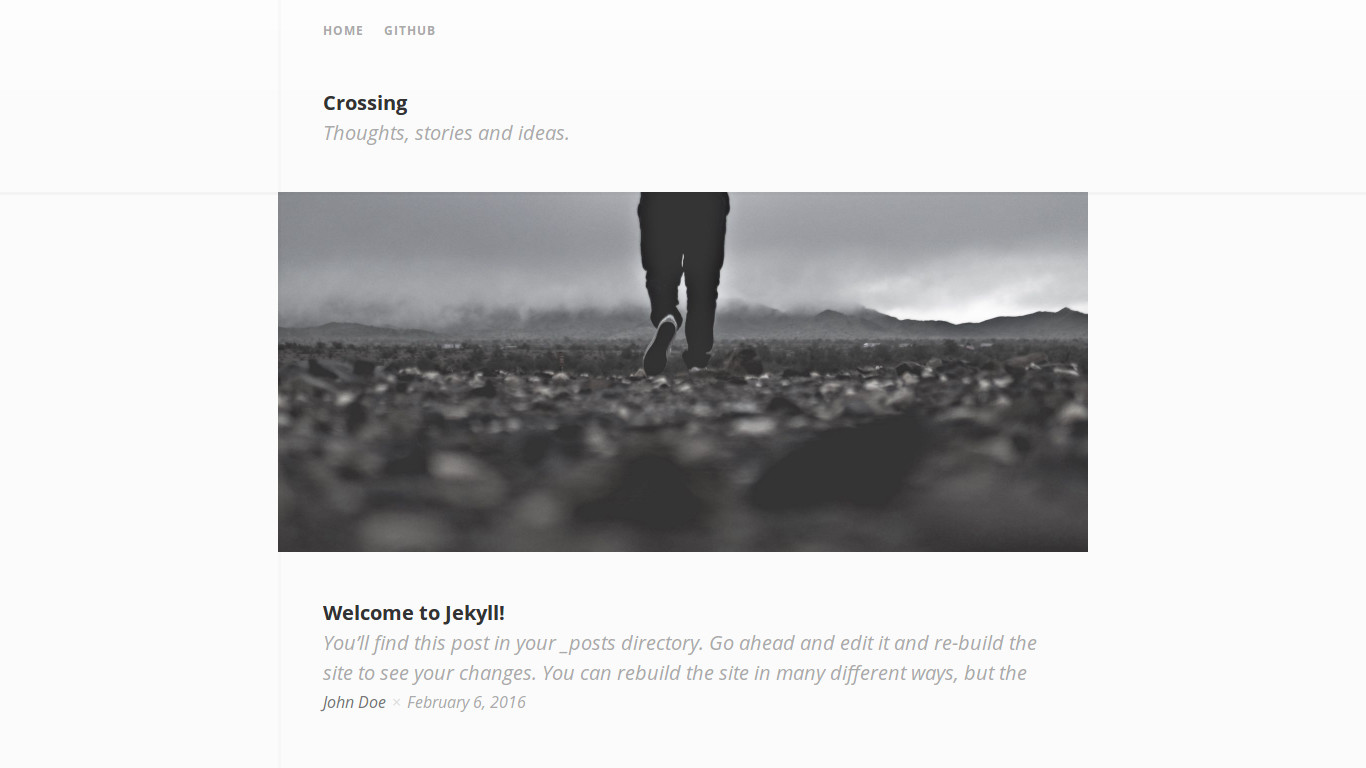 HOME GITHUB
Crossing
Thoughts, stories and ideas.
Welcome to Jekyll!
You’ll find this post in your _posts directory. Go ahead and edit it and re-build the
site to see your changes. You can rebuild the site in many different ways, but the
John Doe × February 6, 2016